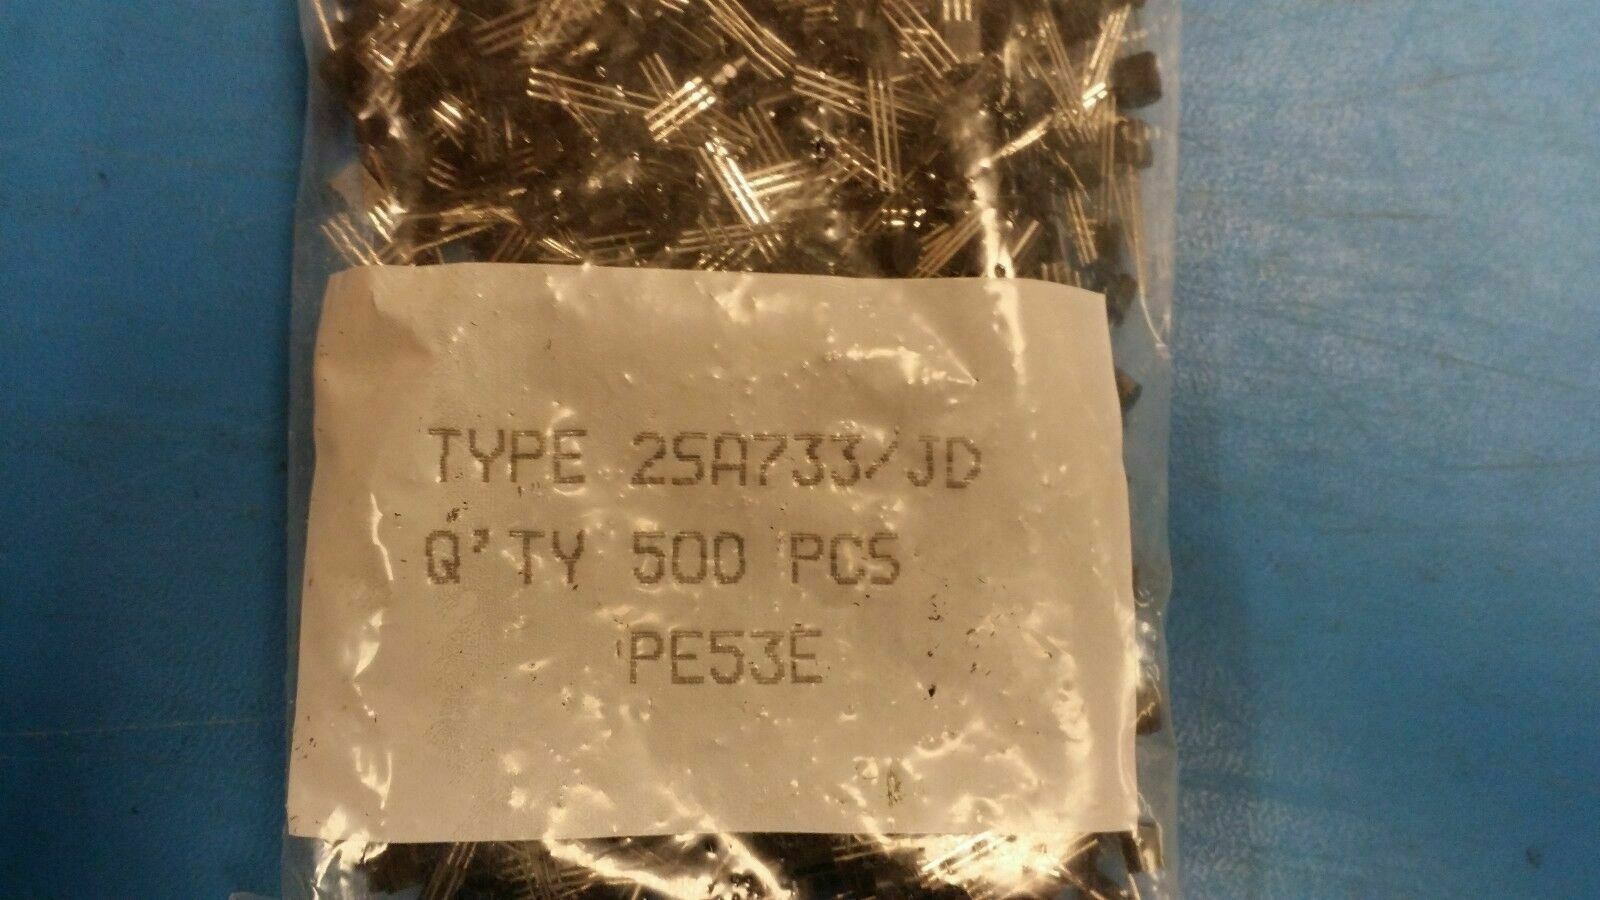 TYPE 2SA733/JD
Q'TY 500 PCS
PE53E